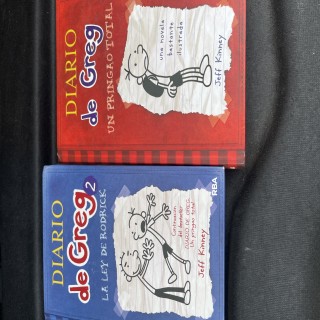 DIARIO
de Greg
UN PRINGAO TOTAL
una novela
bastante
ilustrada
Jeff Kinney
DIARIO
de Greg 2
LA LEY DE RODRICK
RBA
Jeff Kinney